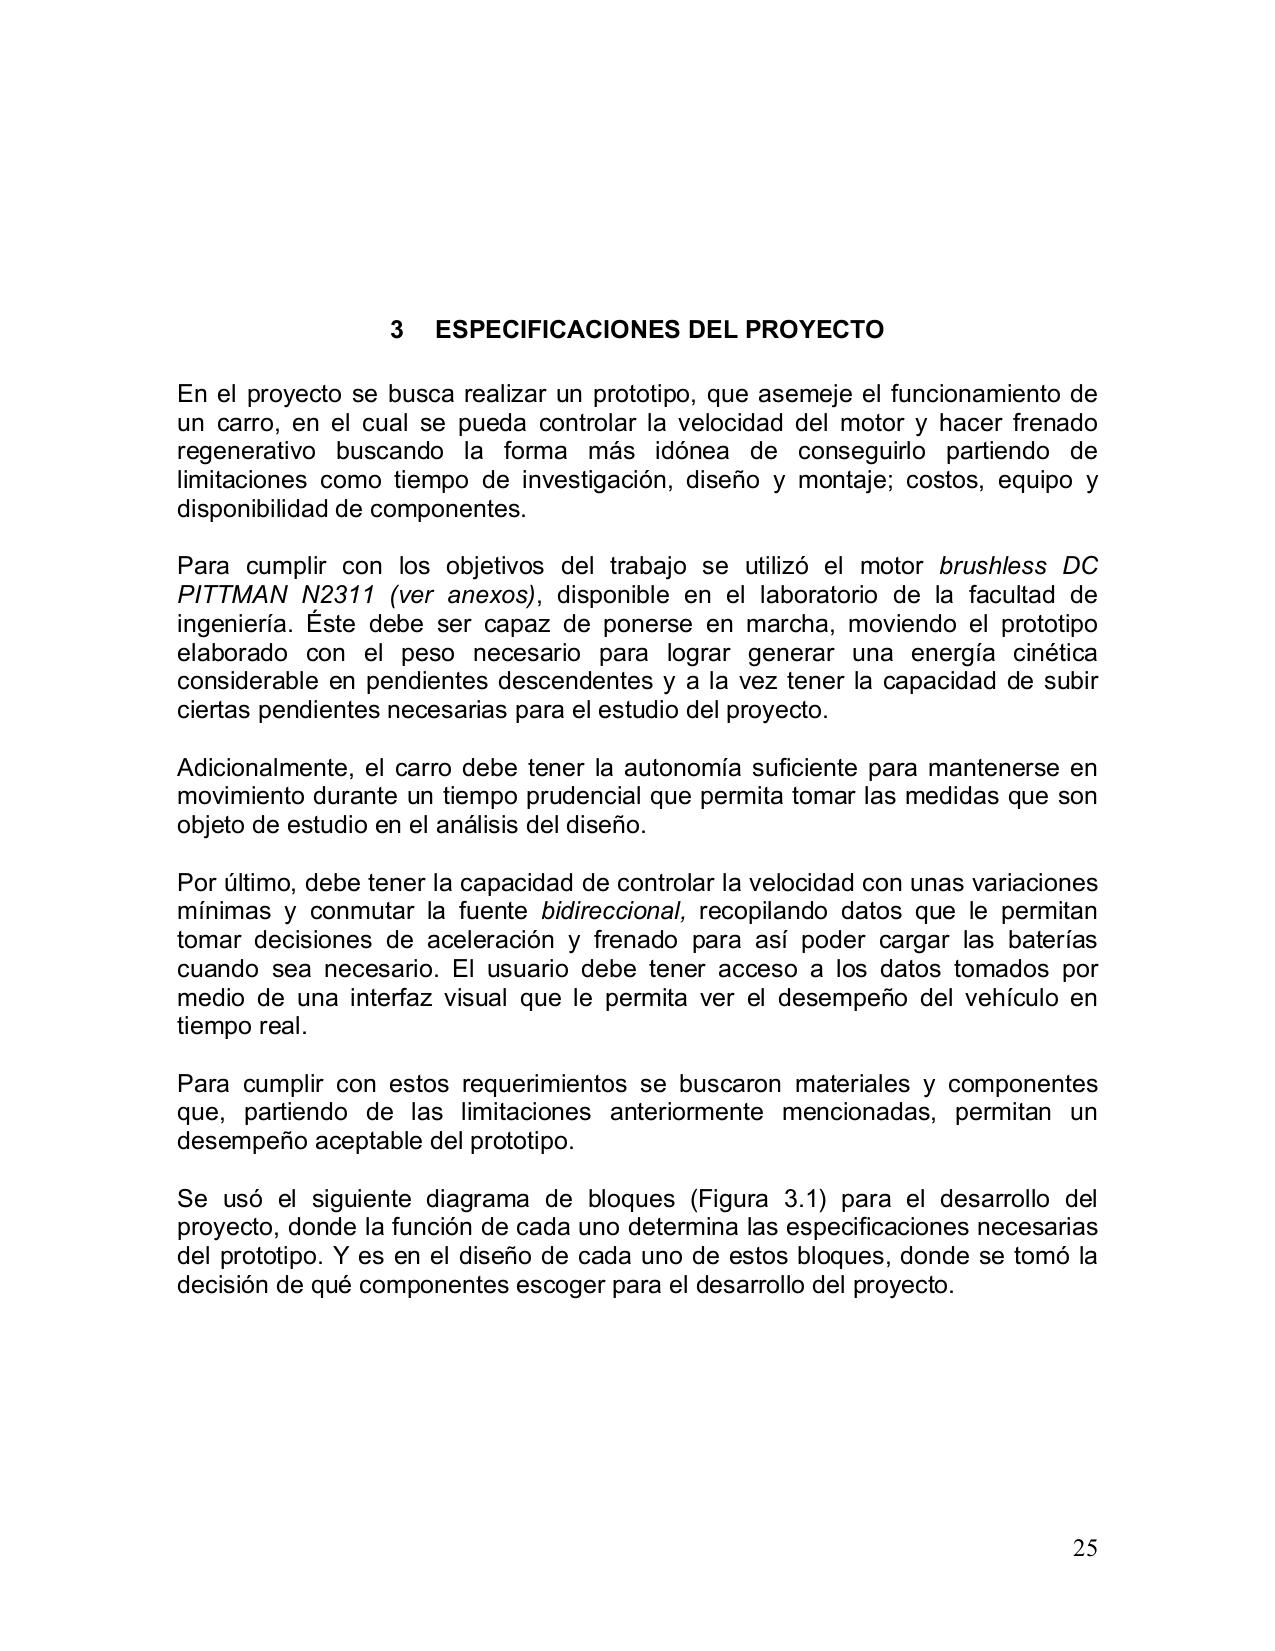 3 ESPECIFICACIONES DEL PROYECTO
En el proyecto se busca realizar un prototipo, que asemeje el funcionamiento de
un carro, en el cual se pueda controlar la velocidad del motor y hacer frenado
regenerativo buscando la forma más idónea de conseguirlo partiendo de
limitaciones como tiempo de investigación, diseño y montaje; costos, equipo y
disponibilidad de componentes.
Para cumplir con los objetivos del trabajo se utilizó el motor brushless DC
PITTMAN N2311 (ver anexos), disponible en el laboratorio de la facultad de
ingeniería. Éste debe ser capaz de ponerse en marcha, moviendo el prototipo
elaborado con el peso necesario para lograr generar una energía cinética
considerable en pendientes descendentes y a la vez tener la capacidad de subir
ciertas pendientes necesarias para el estudio del proyecto.
Adicionalmente, el carro debe tener la autonomía suficiente para mantenerse en
movimiento durante un tiempo prudencial que permita tomar las medidas que son
objeto de estudio en el análisis del diseño.
Por último, debe tener la capacidad de controlar la velocidad con unas variaciones
mínimas y conmutar la fuente bidireccional, recopilando datos que le permitan
tomar decisiones de aceleración y frenado para así poder cargar las baterías
cuando sea necesario. El usuario debe tener acceso a los datos tomados por
medio de una interfaz visual que le permita ver el desempeño del vehículo en
tiempo real.
Para cumplir con estos requerimientos se buscaron materiales y componentes
que, partiendo de las limitaciones anteriormente mencionadas, permitan un
desempeño aceptable del prototipo.
Se usó el siguiente diagrama de bloques (Figura 3.1) para el desarrollo del
proyecto, donde la función de cada uno determina las especificaciones necesarias
del prototipo. Y es en el diseño de cada uno de estos bloques, donde se tomó la
decisión de qué componentes escoger para el desarrollo del proyecto.
25